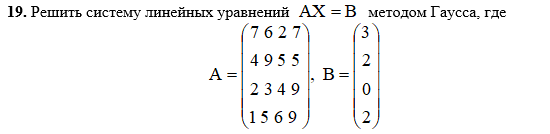 19. Решить систему линейных уравнений AX = B методом Гаусса, где
A = (7 6 2 7
4 9 5 5
2 3 4 9
1 5 6 9), B = (3
2
0
2)